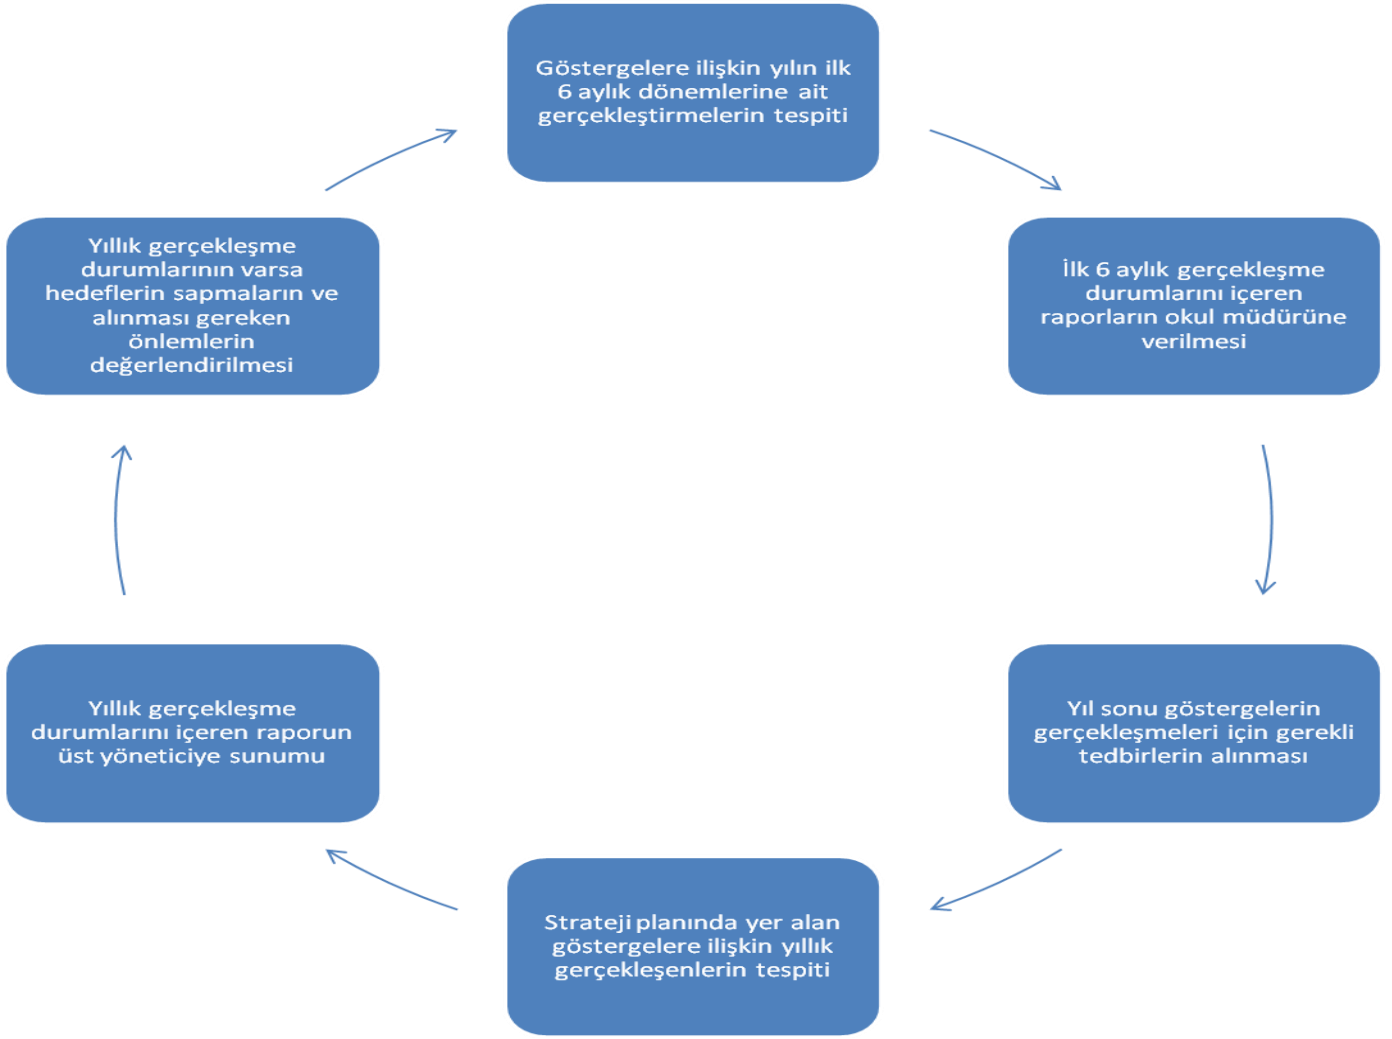 Göstergelere ilişkin yılın ilk
6 aylık dönemlerine ait
gerçekleştirmelerin tespiti
İlk 6 aylık gerçekleşme
durumlarını içeren
raporların okul müdürüne
verilmesi
Yıl sonu göstergelerin
gerçekleşmeleri için gerekli
tedbirlerin alınması
Strateji planında yer alan
göstergelere ilişkin yıllık
gerçekleşenlerin tespiti
Yıllık gerçekleşme
durumlarını içeren raporun
üst yöneticiye sunumu
Yıllık gerçekleşme
durumlarının varsa
hedeflerin sapmaların ve
alınması gereken
önlemlerin
değerlendirilmesi